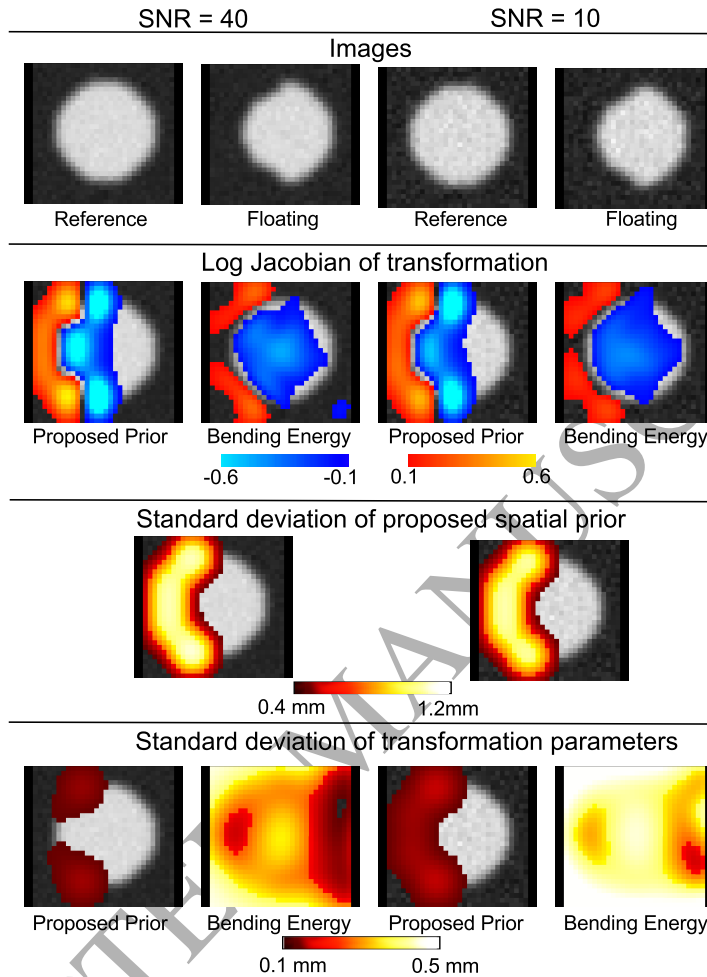 SNR = 40 SNR = 10
Images
Reference Floating Reference Floating
Log Jacobian of transformation
Proposed Prior Bending Energy Proposed Prior Bending Energy
-0.6 -0.1 0.1 0.6
Standard deviation of proposed spatial prior
0.4 mm 1.2mm
Standard deviation of transformation parameters
Proposed Prior Bending Energy Proposed Prior Bending Energy
0.1 mm 0.5 mm